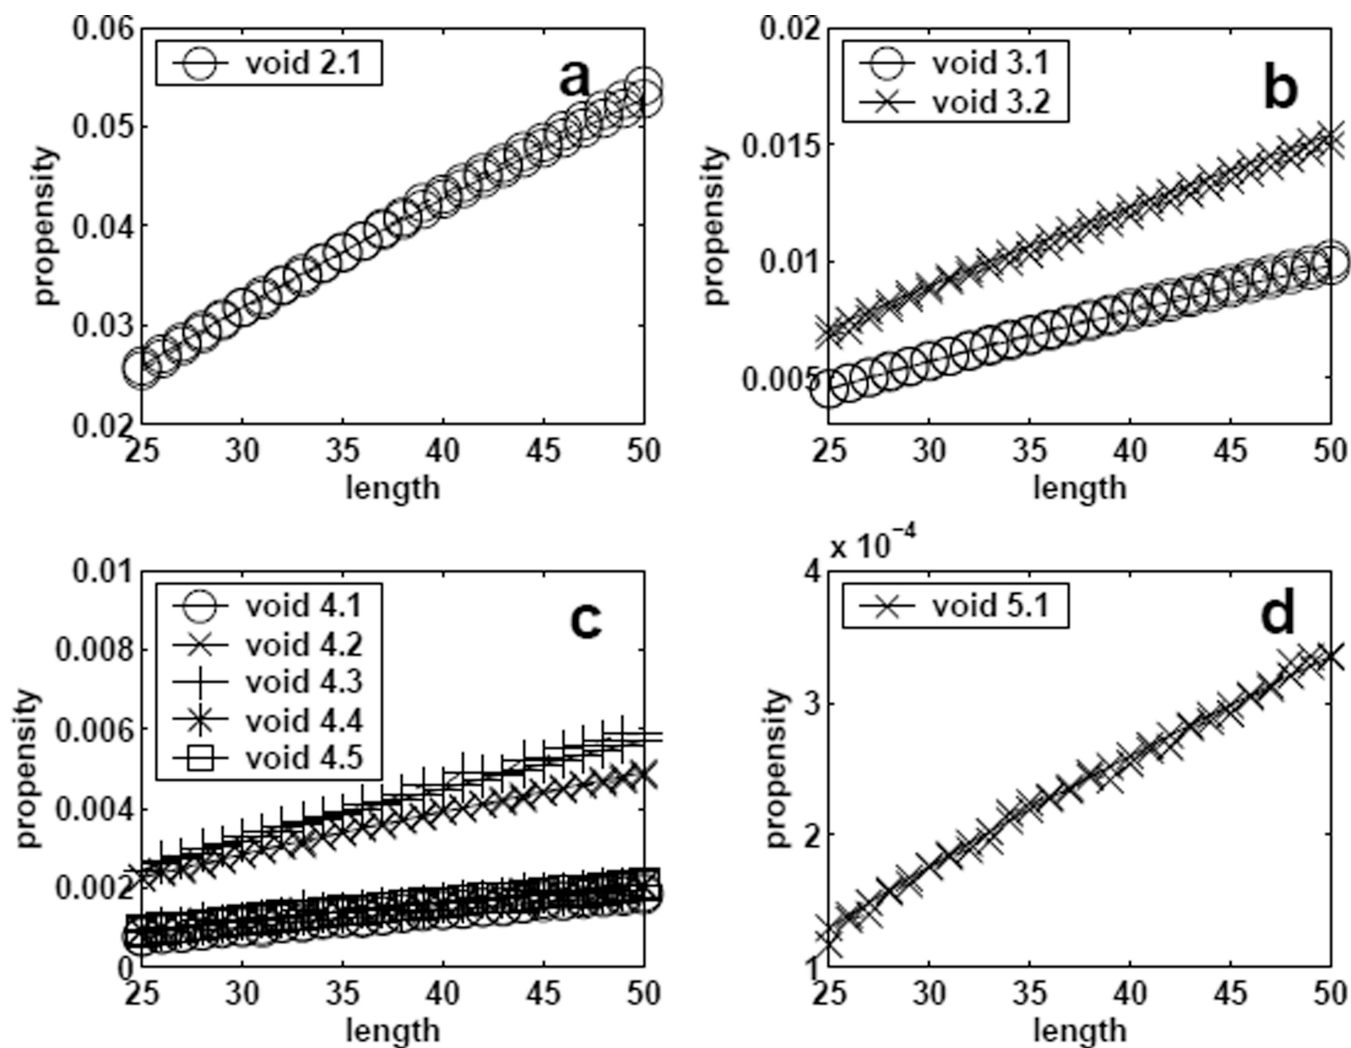 0.06
void 2.1
a
0.05
0.04
0.03
0.02
propensity
25 30 35 40 45 50
length
0.02
void 3.1
void 3.2
b
0.015
0.01
0.005
propensity
25 30 35 40 45 50
length
0.01
void 4.1
void 4.2
void 4.3
void 4.4
void 4.5
c
0.008
0.006
0.004
0.002
0
propensity
25 30 35 40 45 50
length
x 10⁻⁴
4
void 5.1
d
3
2
1
propensity
25 30 35 40 45 50
length